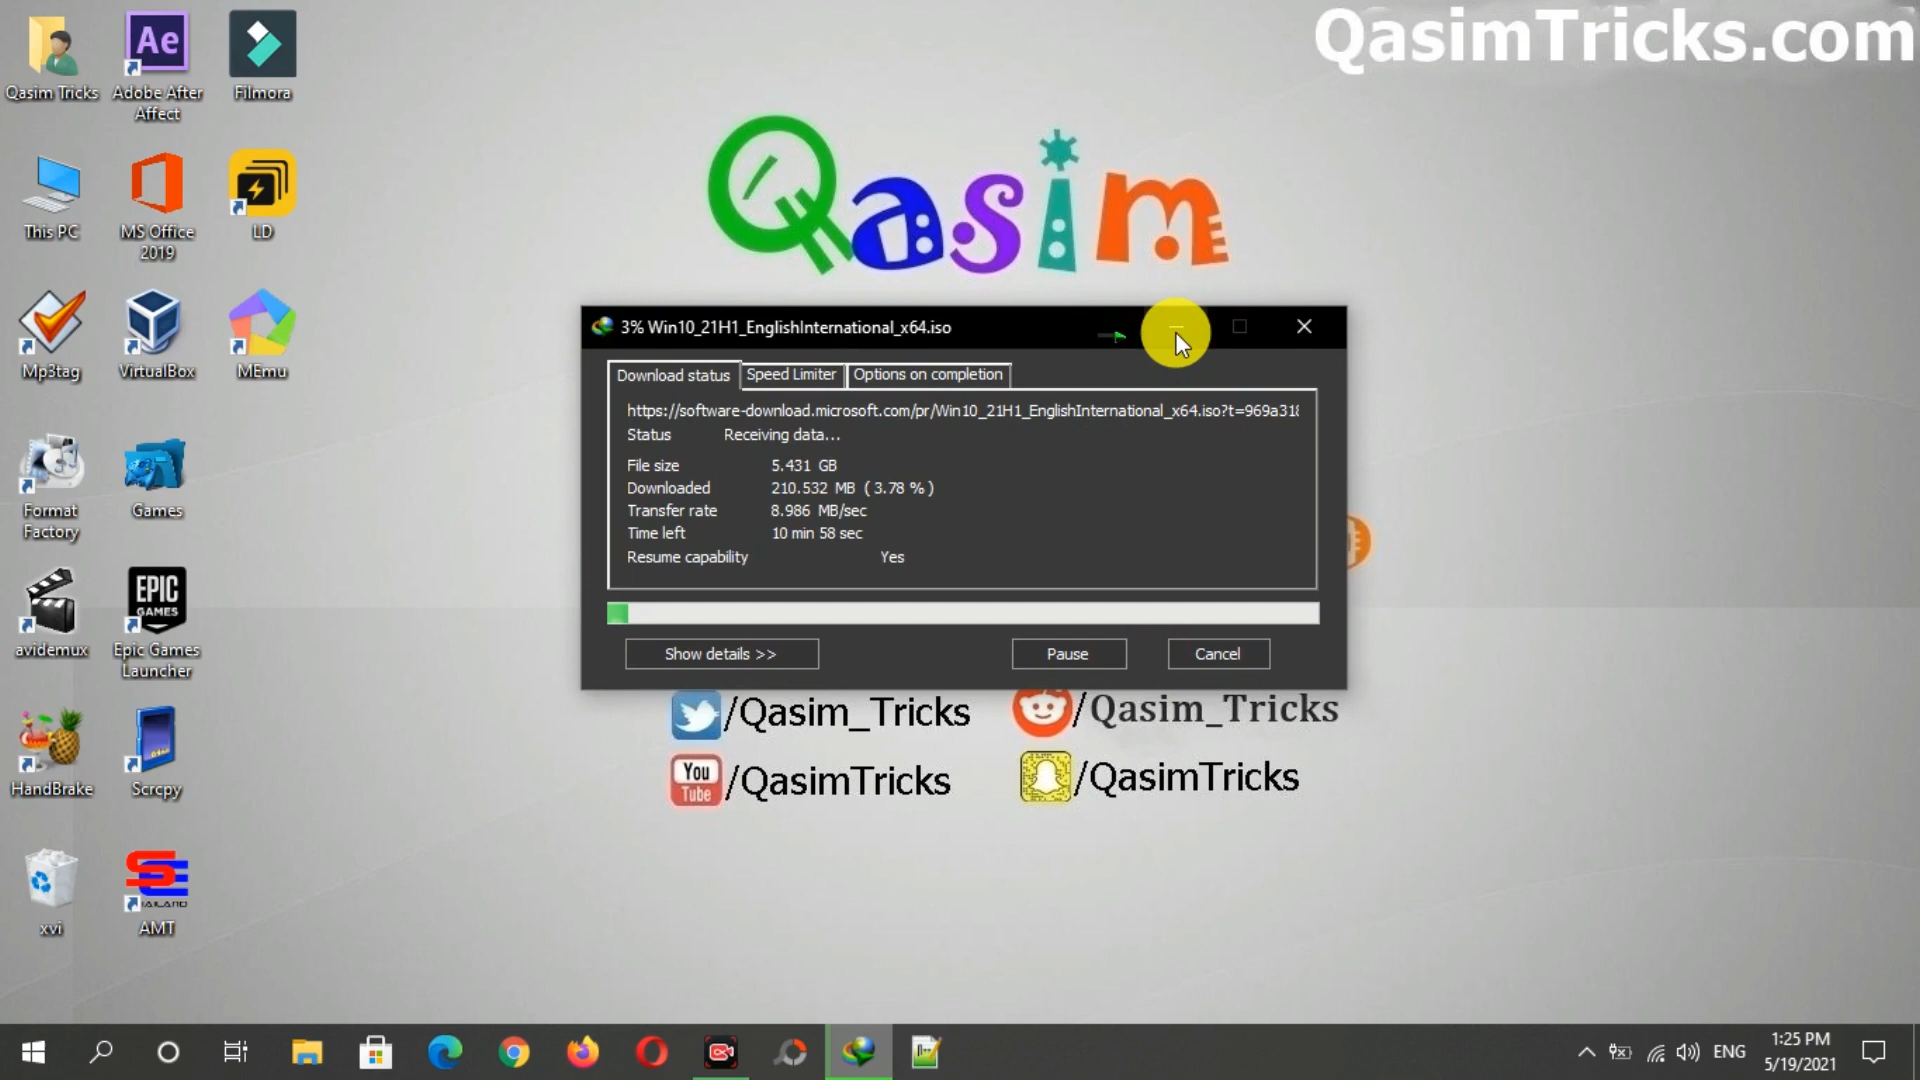 QasimTricks.com
Qasim Tricks
Ae
Adobe After
Affect
Filmora
This PC
MS Office
2019
LD
Mp3tag
VirtualBox
MEmu
Format
Factory
Games
avidemux
EPIC
GAMES
Epic Games
Launcher
HandBrake
Scrcpy
xvi
AMT
Qasim
3% Win10_21H1_EnglishInternational_x64.iso
Download status
Speed Limiter
Options on completion
https://software-download.microsoft.com/pr/Win10_21H1_EnglishInternational_x64.iso?t=969a318
Status Receiving data...
File size 5.431 GB
Downloaded 210.532 MB ( 3.78 % )
Transfer rate 8.986 MB/sec
Time left 10 min 58 sec
Resume capability Yes
Show details >>
Pause
Cancel
/Qasim_Tricks
/Qasim_Tricks
You
Tube
/QasimTricks
/QasimTricks
ENG
1:25 PM
5/19/2021